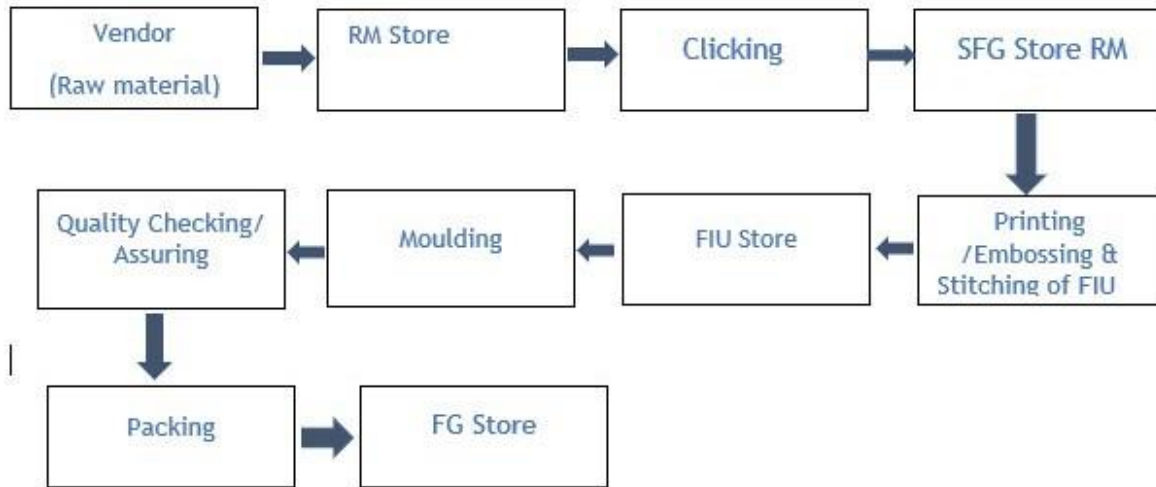 Vendor
(Raw material)
RM Store
Clicking
SFG Store RM
Printing
/Embossing &
Stitching of FIU
FIU Store
Moulding
Quality Checking/
Assuring
Packing
FG Store